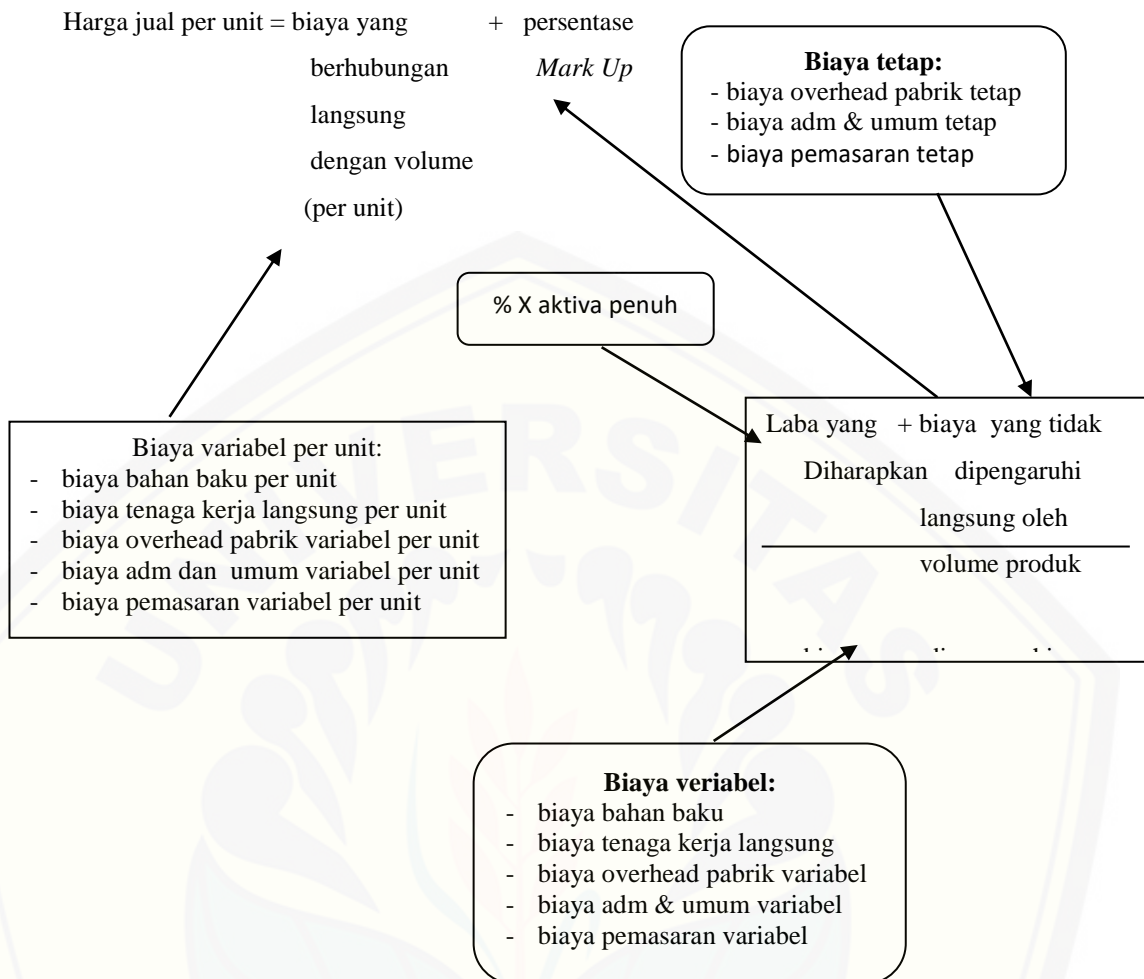 Harga jual per unit = biaya yang + persentase
berhubungan Mark Up
langsung
dengan volume
(per unit)
Biaya tetap:
- biaya overhead pabrik tetap
- biaya adm & umum tetap
- biaya pemasaran tetap
% X aktiva penuh
Biaya variabel per unit:
- biaya bahan baku per unit
- biaya tenaga kerja langsung per unit
- biaya overhead pabrik variabel per unit
- biaya adm dan umum variabel per unit
- biaya pemasaran variabel per unit
Laba yang + biaya yang tidak
Diharapkan dipengaruhi
langsung oleh
volume produk
Biaya veriabel:
- biaya bahan baku
- biaya tenaga kerja langsung
- biaya overhead pabrik variabel
- biaya adm & umum variabel
- biaya pemasaran variabel
UNIVERSITAS